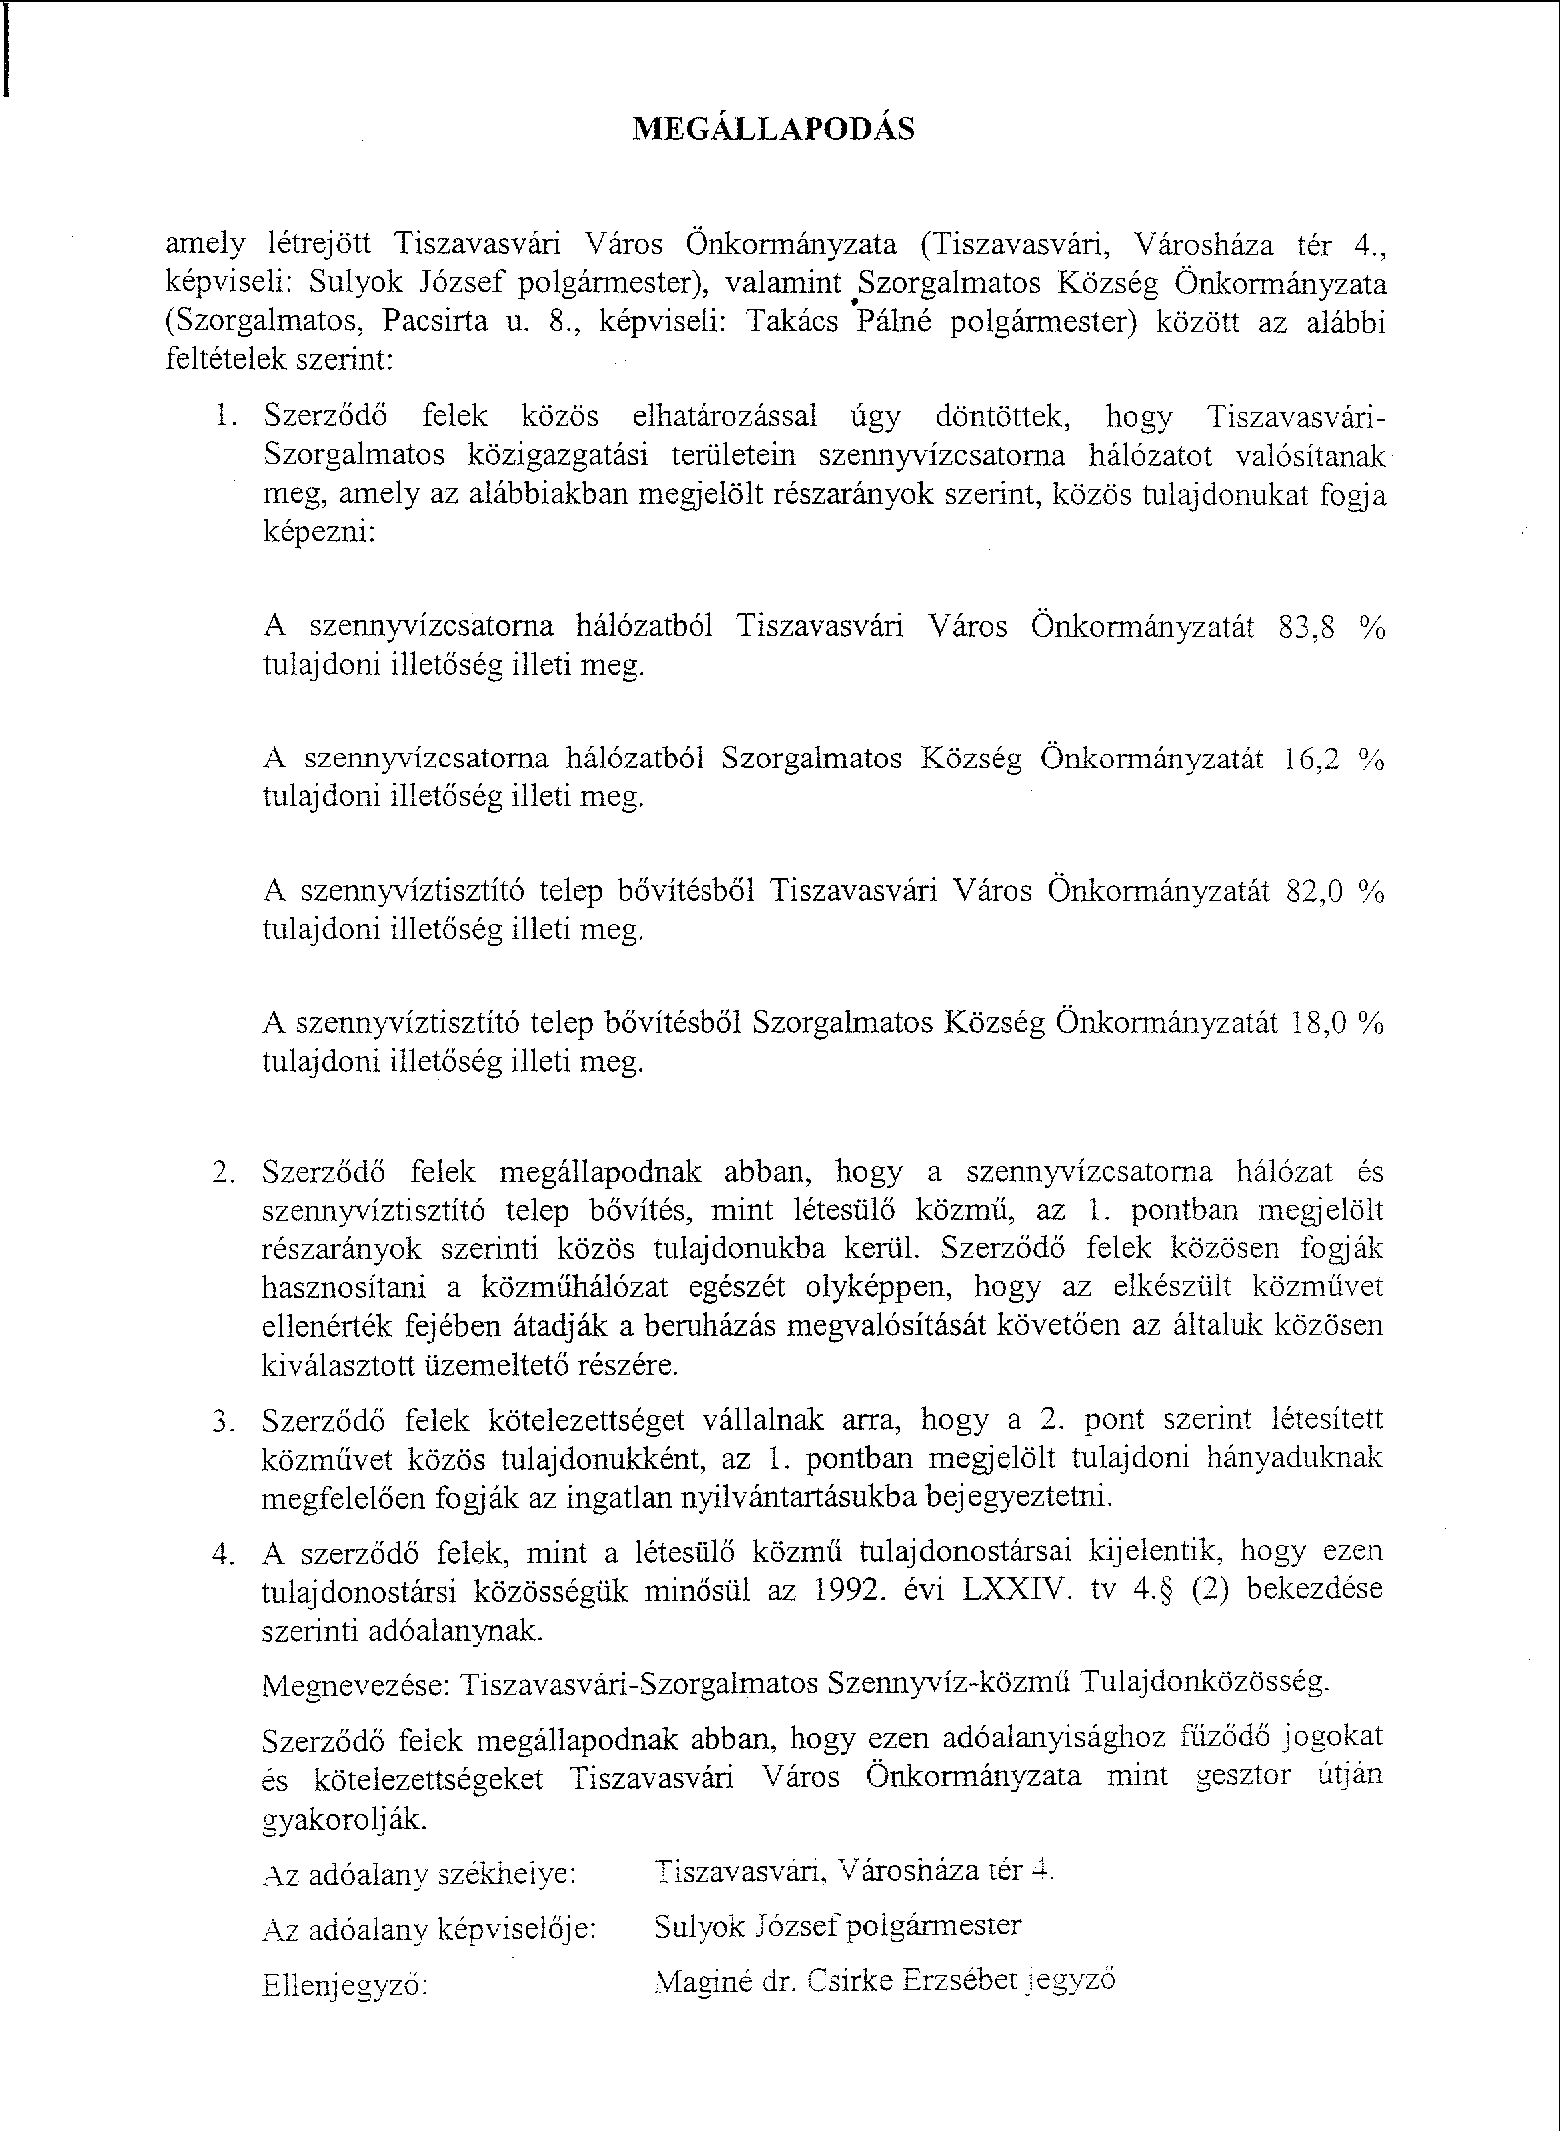 MEGÁLLAPODÁS
amely létrejött Tiszavasvári Város Önkormányzata (Tiszavasvári, Városháza tér 4.,
képviseli: Sulyok József polgármester), valamint Szorgalmatos Község Önkormányzata
(Szorgalmatos, Pacsirta u. 8., képviseli: Takács Pálné polgármester) között az alábbi
feltételek szerint:
1. Szerződő felek közös elhatározással úgy döntöttek, hogy Tiszavasvári-
Szorgalmatos közigazgatási területein szennyvízcsatorna hálózatot valósítanak
meg, amely az alábbiakban megjelölt részarányok szerint, közös tulajdonukat fogja
képezni:
A szennyvízcsatorna hálózatból Tiszavasvári Város Önkormányzatát 83,8 %
tulajdoni illetőség illeti meg.
A szennyvízcsatorna hálózatból Szorgalmatos Község Önkormányzatát 16,2 %
tulajdoni illetőség illeti meg.
A szennyvíztisztító telep bővítésből Tiszavasvári Város Önkormányzatát 82,0 %
tulajdoni illetőség illeti meg.
A szennyvíztisztító telep bővítésből Szorgalmatos Község Önkormányzatát 18,0 %
tulajdoni illetőség illeti meg.
2. Szerződő felek megállapodnak abban, hogy a szennyvízcsatorna hálózat és
szennyvíztisztító telep bővítés, mint létesülő közmű, az 1. pontban megjelölt
részarányok szerinti közös tulajdonukba kerül. Szerződő felek közösen fogják
hasznosítani a közműhálózat egészét olyképpen, hogy az elkészült közművet
ellenérték fejében átadják a beruházás megvalósítását követően az általuk közösen
kiválasztott üzemeltető részére.
3. Szerződő felek kötelezettséget vállalnak arra, hogy a 2. pont szerint létesített
közművet közös tulajdonukként, az 1. pontban megjelölt tulajdoni hányaduknak
megfelelően fogják az ingatlan nyilvántartásukba bejegyeztetni.
4. A szerződő felek, mint a létesülő közmű tulajdonostársai kijelentik, hogy ezen
tulajdonostársi közösségük minősül az 1992. évi LXXIV. tv 4.§ (2) bekezdése
szerinti adóalanynak.
Megnevezése: Tiszavasvári-Szorgalmatos Szennyvíz-közmű Tulajdonközösség.
Szerződő felek megállapodnak abban, hogy ezen adóalanyisághoz fűződő jogokat
és kötelezettségeket Tiszavasvári Város Önkormányzata mint gesztor útján
gyakorolják.
Az adóalany székhelye: Tiszavasvári, Városháza tér 4.
Az adóalany képviselője: Sulyok József polgármester
Ellenjegyző: Maginé dr. Csirke Erzsébet jegyző